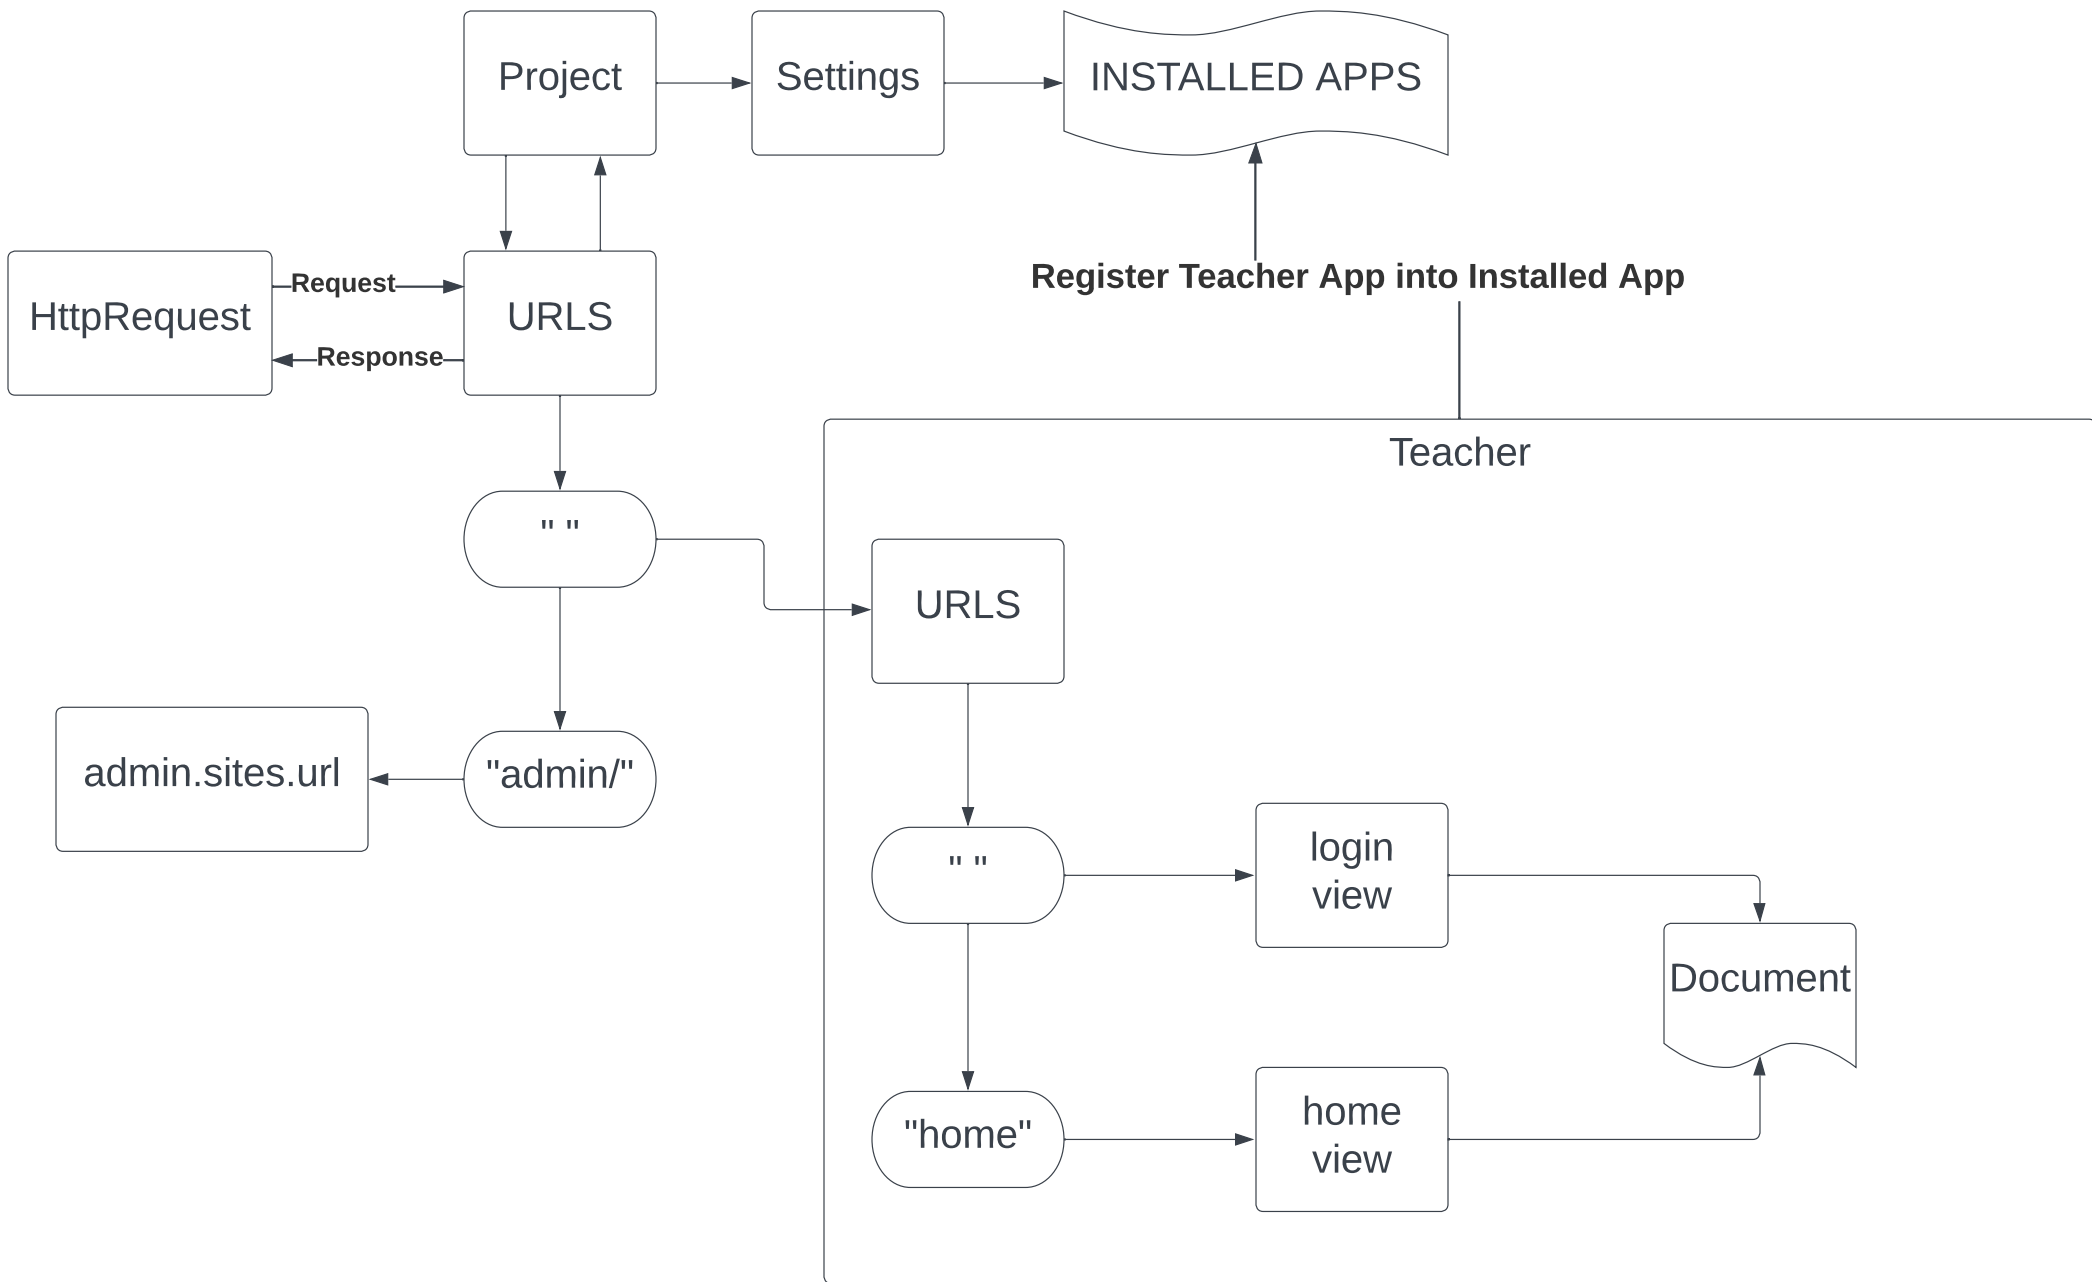 Project
Settings
INSTALLED APPS
HttpRequest
Request
Response
URLS
Register Teacher App into Installed App
Teacher
" "
URLS
admin.sites.url
"admin/"
" "
login
view
Document
"home"
home
view